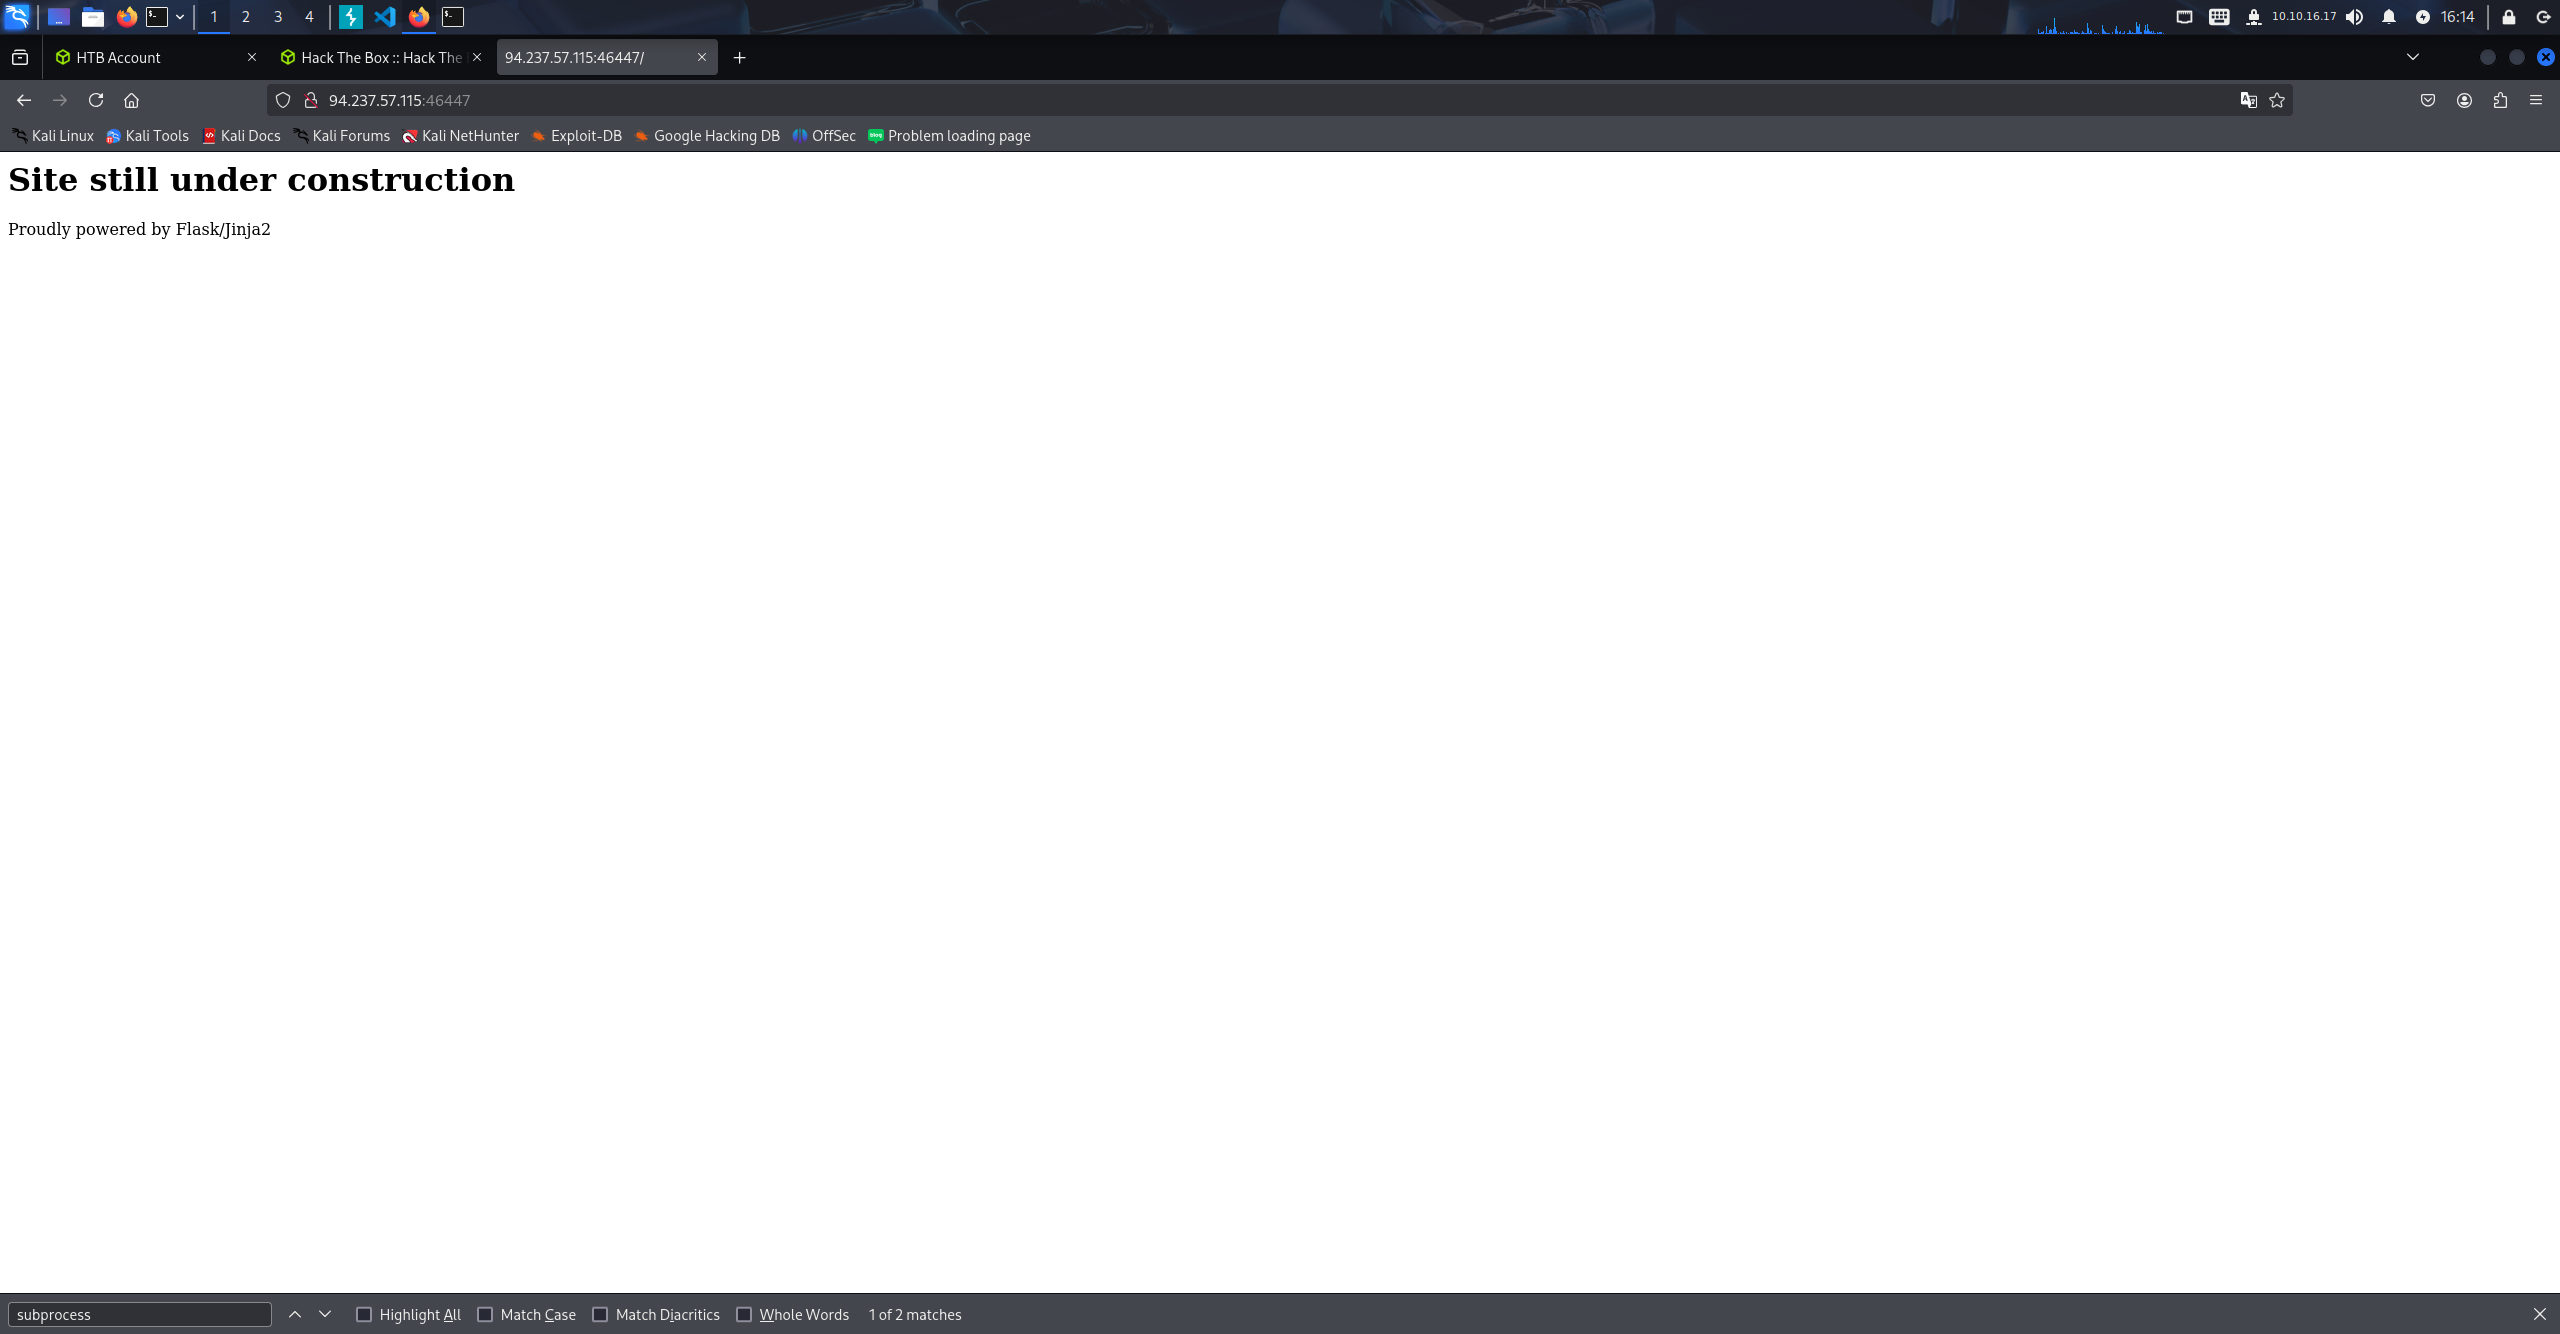 1 2 3 4 10.10.16.17 16:14
HTB Account Hack The Box :: Hack The 94.237.57.115:46447/
94.237.57.115:46447
Kali Linux Kali Tools Kali Docs Kali Forums Kali NetHunter Exploit-DB Google Hacking DB OffSec Problem loading page
Site still under construction
Proudly powered by Flask/Jinja2
subprocess Highlight All Match Case Match Diacritics Whole Words 1 of 2 matches